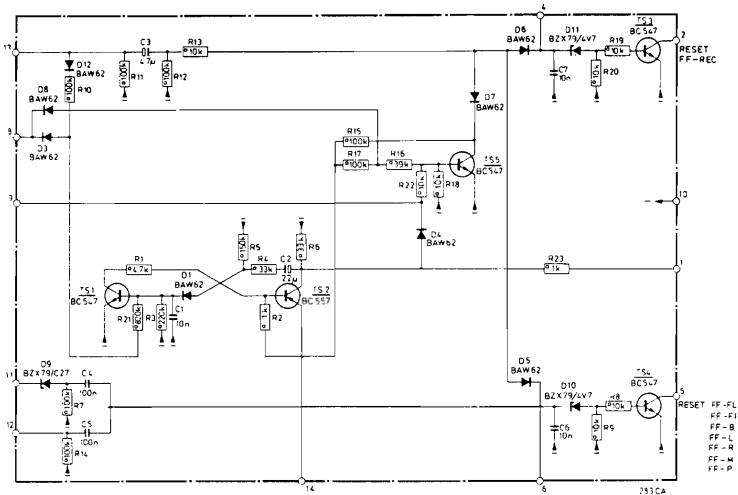 4
13
C3
4.7µ
R13
10k
D6
BAW62
D11
BZX79/4V7
R19
10k
TS3
BC547
2
RESET
FF-REC
D12
BAW62
100k
R10
100k
R11
100k
R12
C7
10n
10k
R20
D8
BAW62
D7
BAW62
8
D3
BAW62
R15
100k
R17
100k
R16
39k
TS5
BC547
R22
10k
10k
R18
9
10
D4
BAW62
150k
R5
33k
R6
R1
4.7k
R4
33k
C2
22µ
R23
1k
1
TS1
BC547
D1
BAW62
TS2
BC557
R21
820k
R3
220k
C1
10n
1k
R2
11
D9
BZX79/C27
C4
100n
100k
R7
C5
100n
12
100k
R14
D5
BAW62
D10
BZX79/4V7
R8
10k
TS4
BC547
5
RESET
FF-FL
FF-B
FF-L
FF-R
FF-M
FF-P
C6
10n
10k
R9
14
6